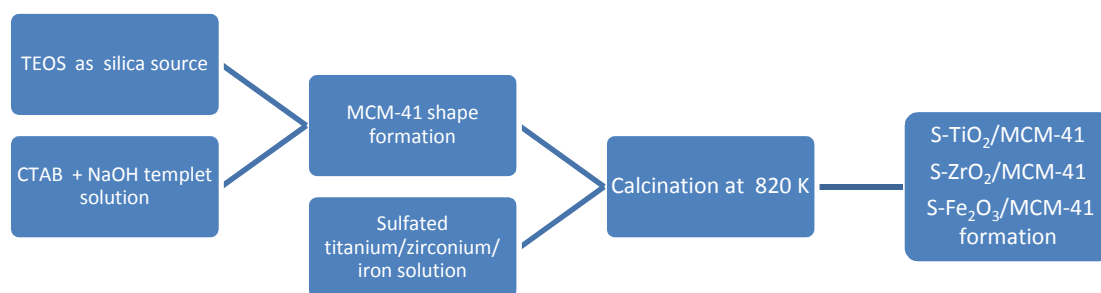 TEOS as silica source
CTAB + NaOH templet
solution
MCM-41 shape
formation
Sulfated
titanium/zirconium/
iron solution
Calcination at 820 K
S-TiO₂/MCM-41
S-ZrO₂/MCM-41
S-Fe₂O₃/MCM-41
formation